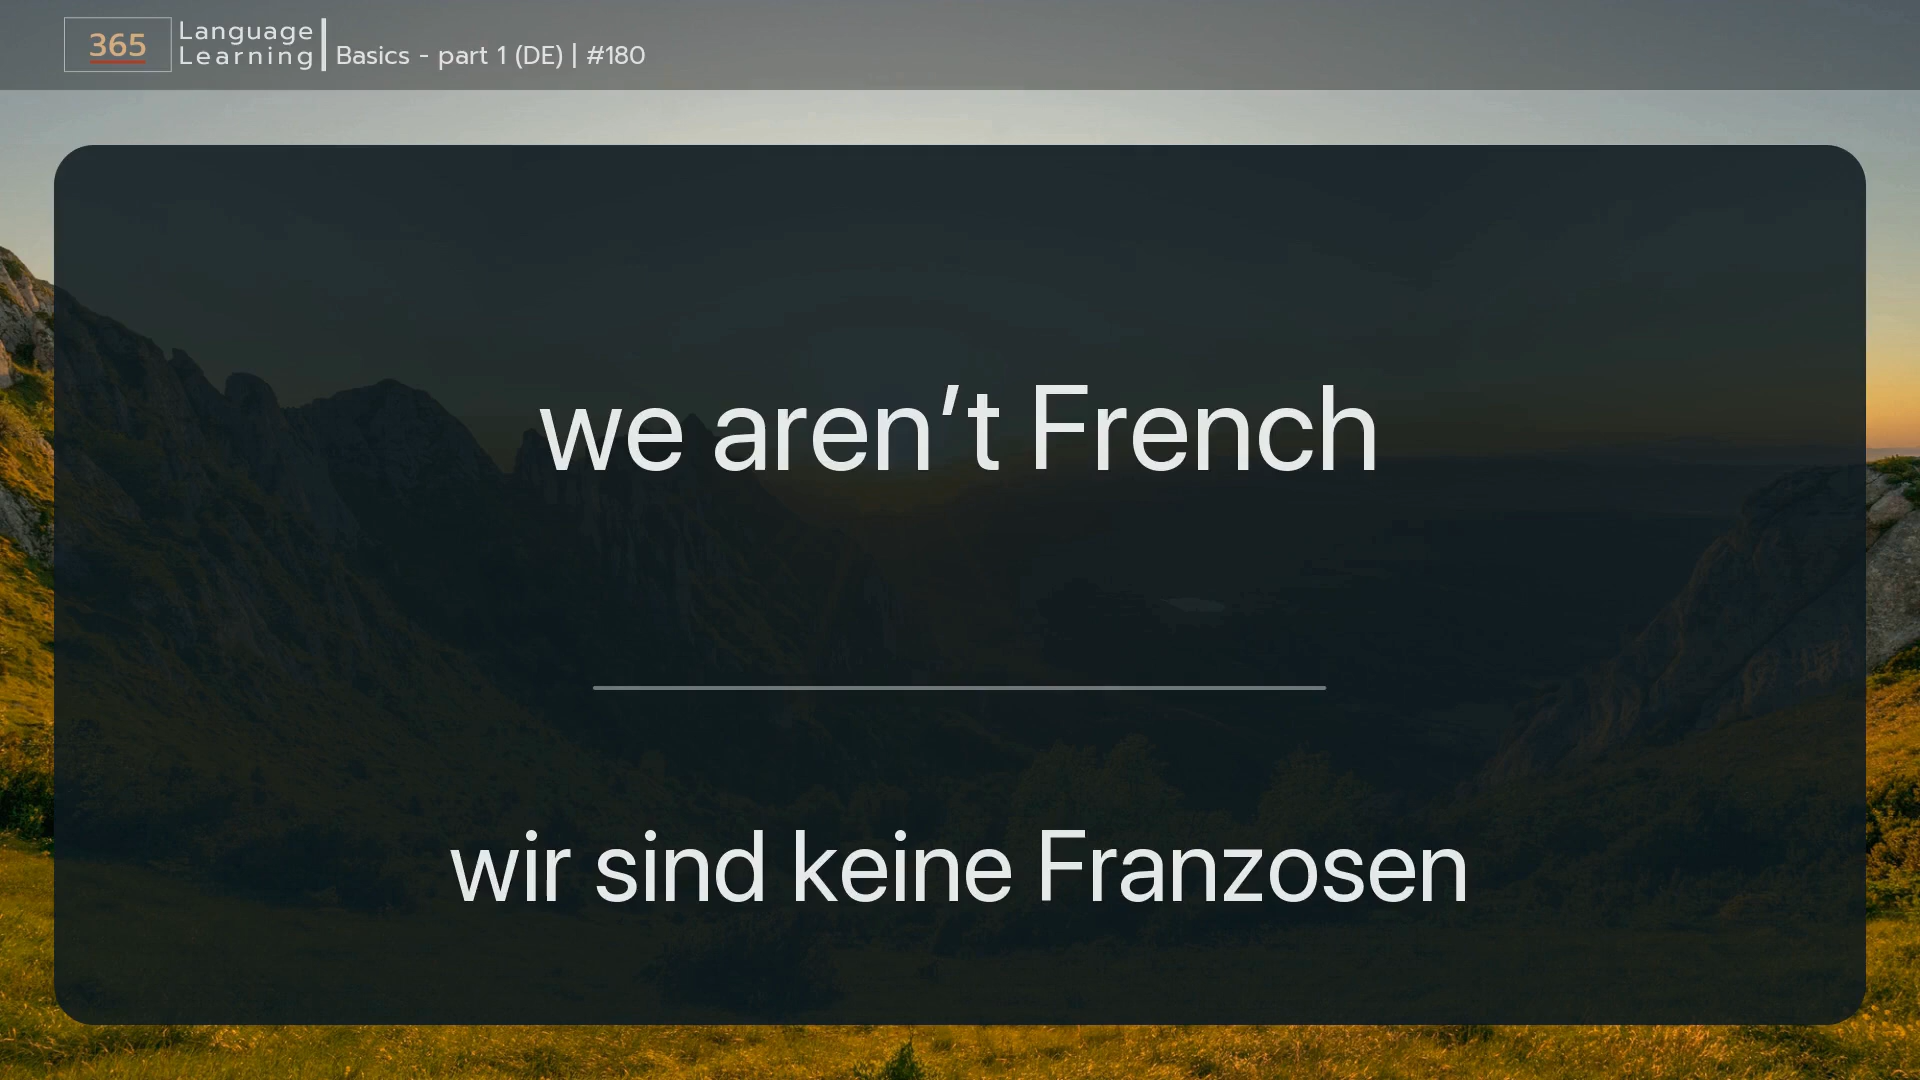 365
Language
Learning
Basics - part 1 (DE) | #180
we aren’t French
wir sind keine Franzosen